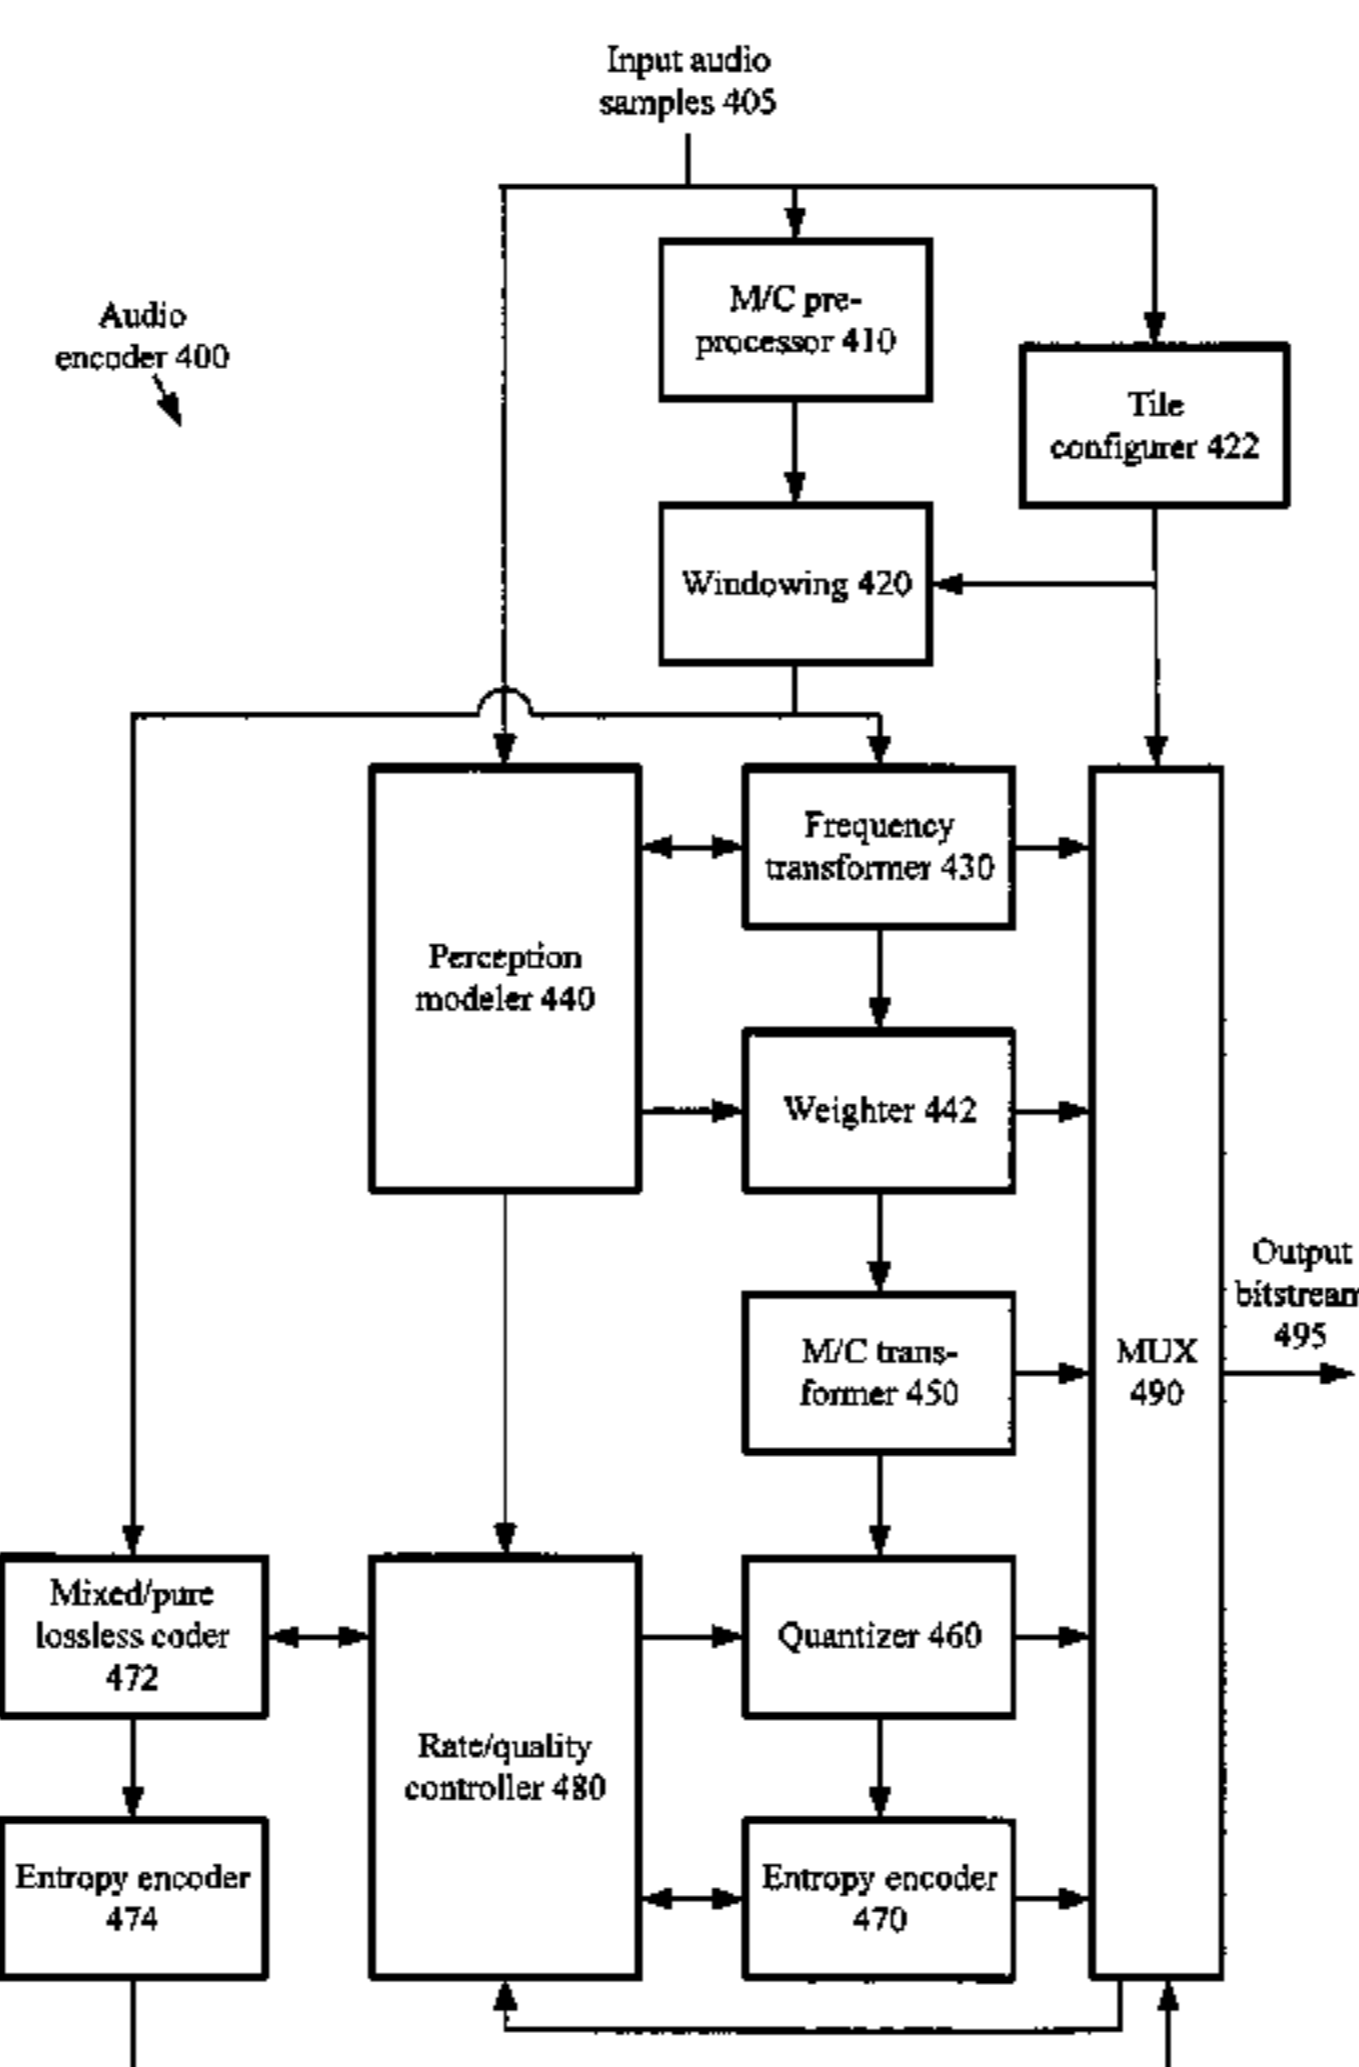 Input audio
samples 405
M/C pre-
processor 410
Audio
encoder 400
Tile
configurer 422
Windowing 420
Frequency
transformer 430
Perception
modeler 440
Weighter 442
Output
bitstream
495
M/C trans-
former 450
MUX
490
Mixed/pure
lossless coder
472
Quantizer 460
Rate/quality
controller 480
Entropy encoder
474
Entropy encoder
470